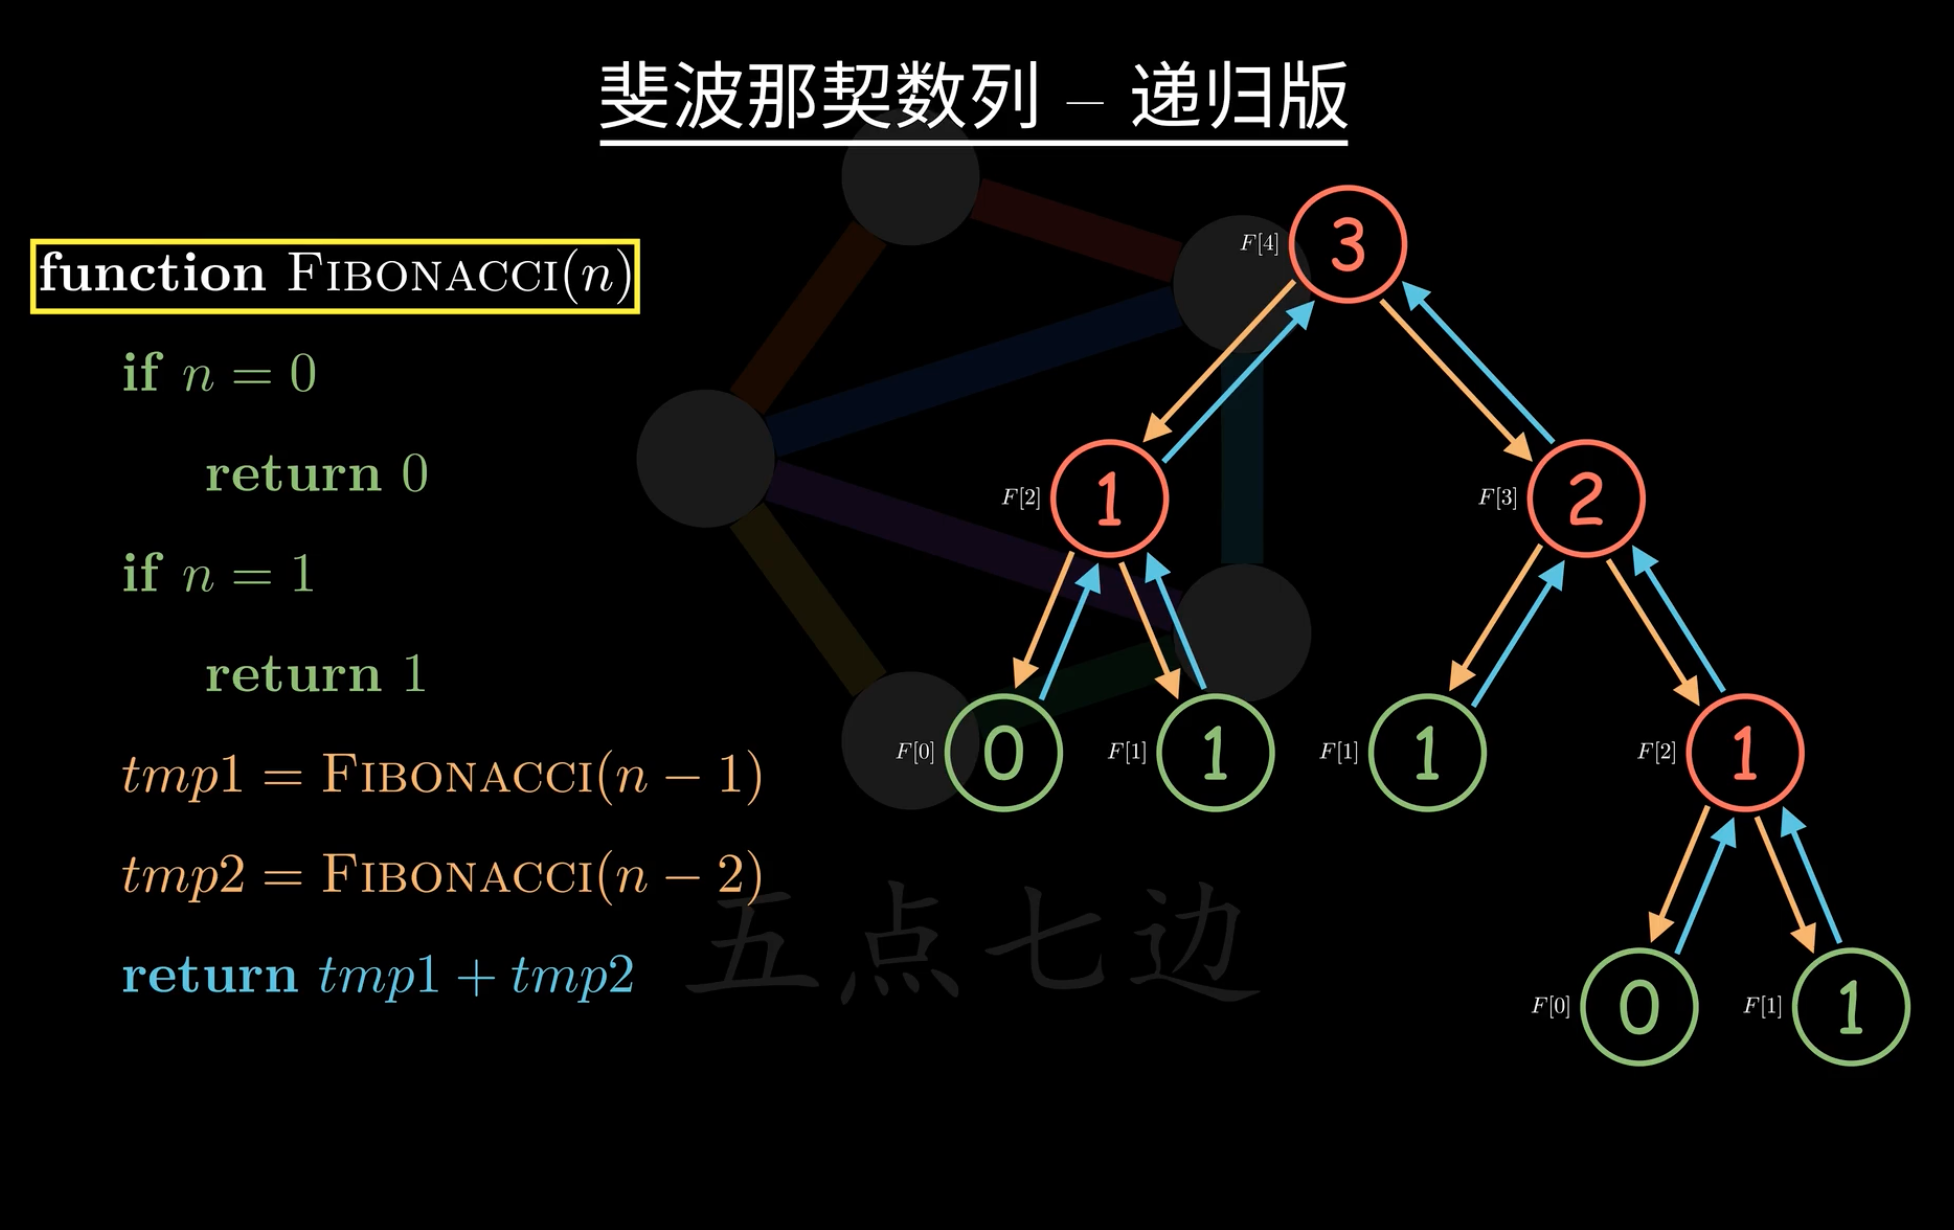 斐波那契数列 – 递归版
function FIBONACCI(n)
if n = 0
return 0
if n = 1
return 1
tmp1 = FIBONACCI(n − 1)
tmp2 = FIBONACCI(n − 2)
return tmp1 + tmp2
F[4] 3
F[2] 1 F[3] 2
F[0] 0 F[1] 1 F[1] 1 F[2] 1
F[0] 0 F[1] 1
五点七边